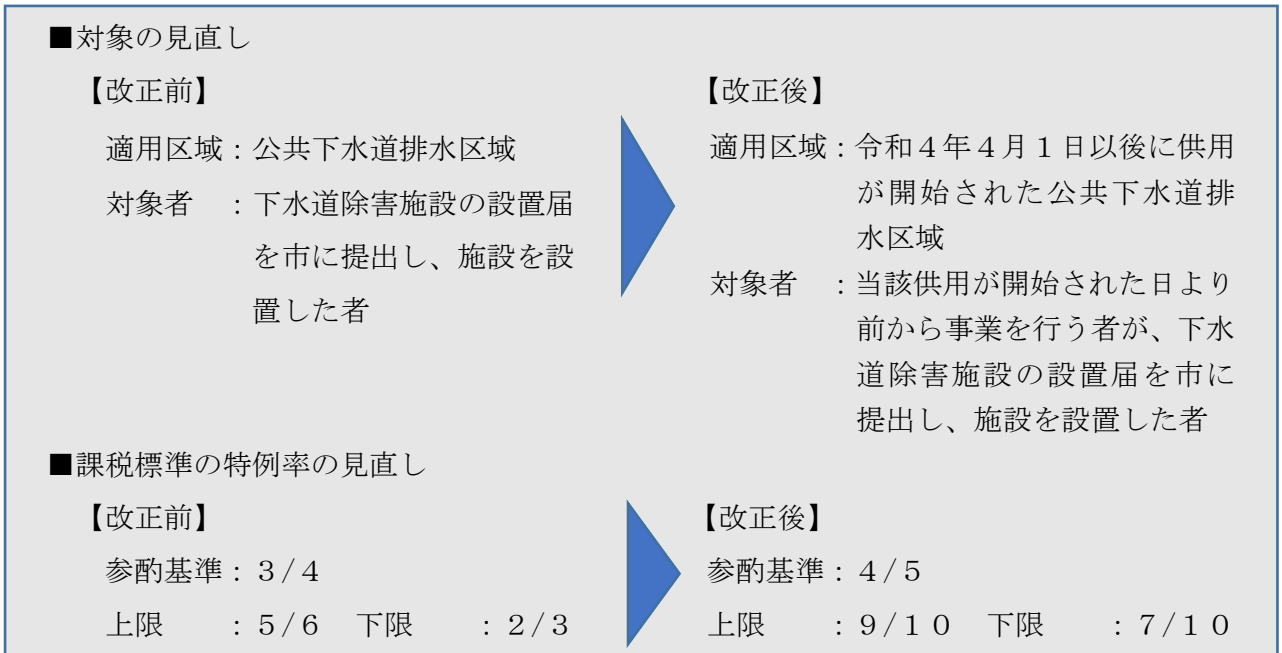 ■対象の見直し
【改正前】
適用区域：公共下水道排水区域
対象者　：下水道除害施設の設置届
を市に提出し、施設を設
置した者
【改正後】
適用区域：令和４年４月１日以後に供用
が開始された公共下水道排
水区域
対象者　：当該供用が開始された日より
前から事業を行う者が、下水
道除害施設の設置届を市に
提出し、施設を設置した者
■課税標準の特例率の見直し
【改正前】
参酌基準：３/４
上限　　：５/６　下限　　：２/３
【改正後】
参酌基準：４/５
上限　　：９/１０　下限　　：７/１０